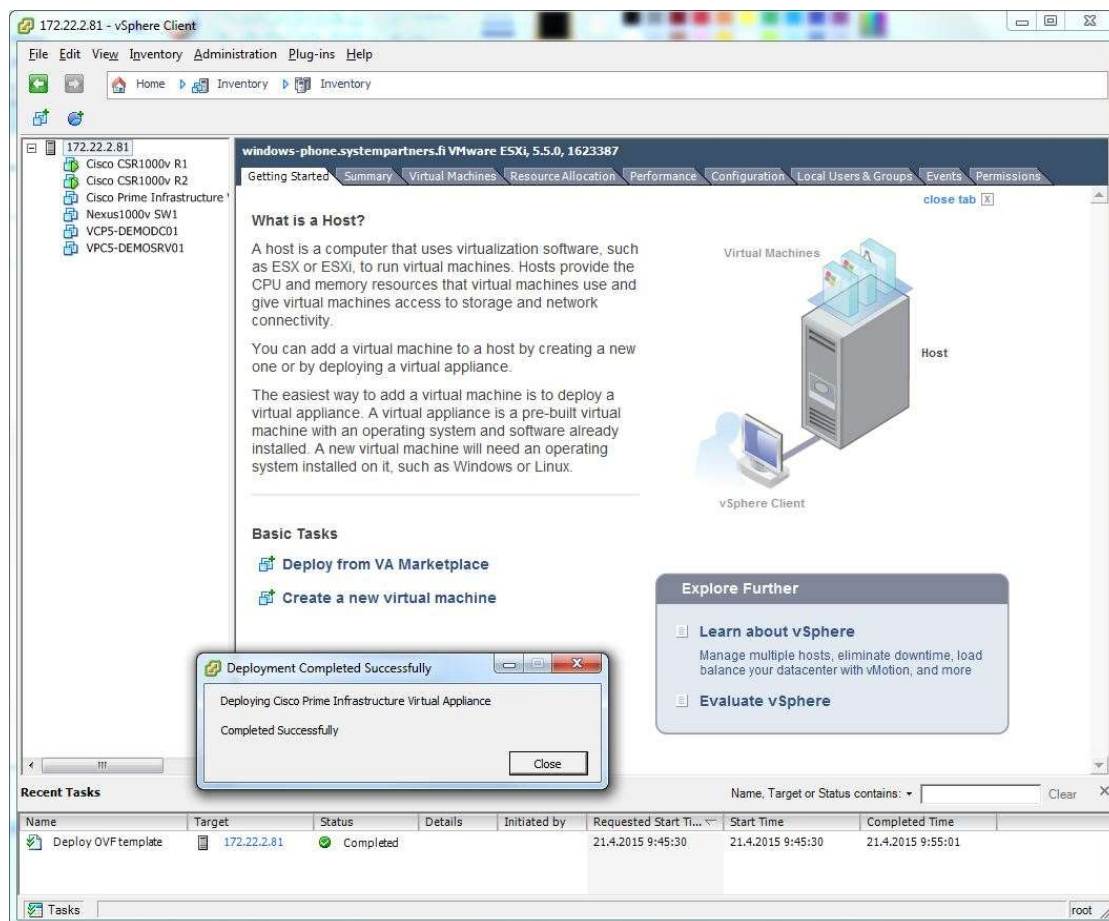 172.22.2.81 - vSphere Client
File Edit View Inventory Administration Plug-ins Help
Home Inventory Inventory
172.22.2.81
Cisco CSR1000v R1
Cisco CSR1000v R2
Cisco Prime Infrastructure
Nexus1000v SW1
VCP5-DEMODC01
VPC5-DEMOSRV01
windows-phone.systempartners.fi VMware ESXi, 5.5.0, 1623387
Getting Started Summary Virtual Machines Resource Allocation Performance Configuration Local Users & Groups Events Permissions
close tab X
What is a Host?
A host is a computer that uses virtualization software, such
as ESX or ESXi, to run virtual machines. Hosts provide the
CPU and memory resources that virtual machines use and
give virtual machines access to storage and network
connectivity.
You can add a virtual machine to a host by creating a new
one or by deploying a virtual appliance.
The easiest way to add a virtual machine is to deploy a
virtual appliance. A virtual appliance is a pre-built virtual
machine with an operating system and software already
installed. A new virtual machine will need an operating
system installed on it, such as Windows or Linux.
Virtual Machines
Host
vSphere Client
Basic Tasks
Deploy from VA Marketplace
Create a new virtual machine
Explore Further
Learn about vSphere
Manage multiple hosts, eliminate downtime, load
balance your datacenter with vMotion, and more
Evaluate vSphere
Deployment Completed Successfully
Deploying Cisco Prime Infrastructure Virtual Appliance
Completed Successfully
Close
Recent Tasks
Name, Target or Status contains: Clear
Name Target Status Details Initiated by Requested Start Ti... Start Time Completed Time
Deploy OVF template 172.22.2.81 Completed 21.4.2015 9:45:30 21.4.2015 9:45:30 21.4.2015 9:55:01
Tasks root